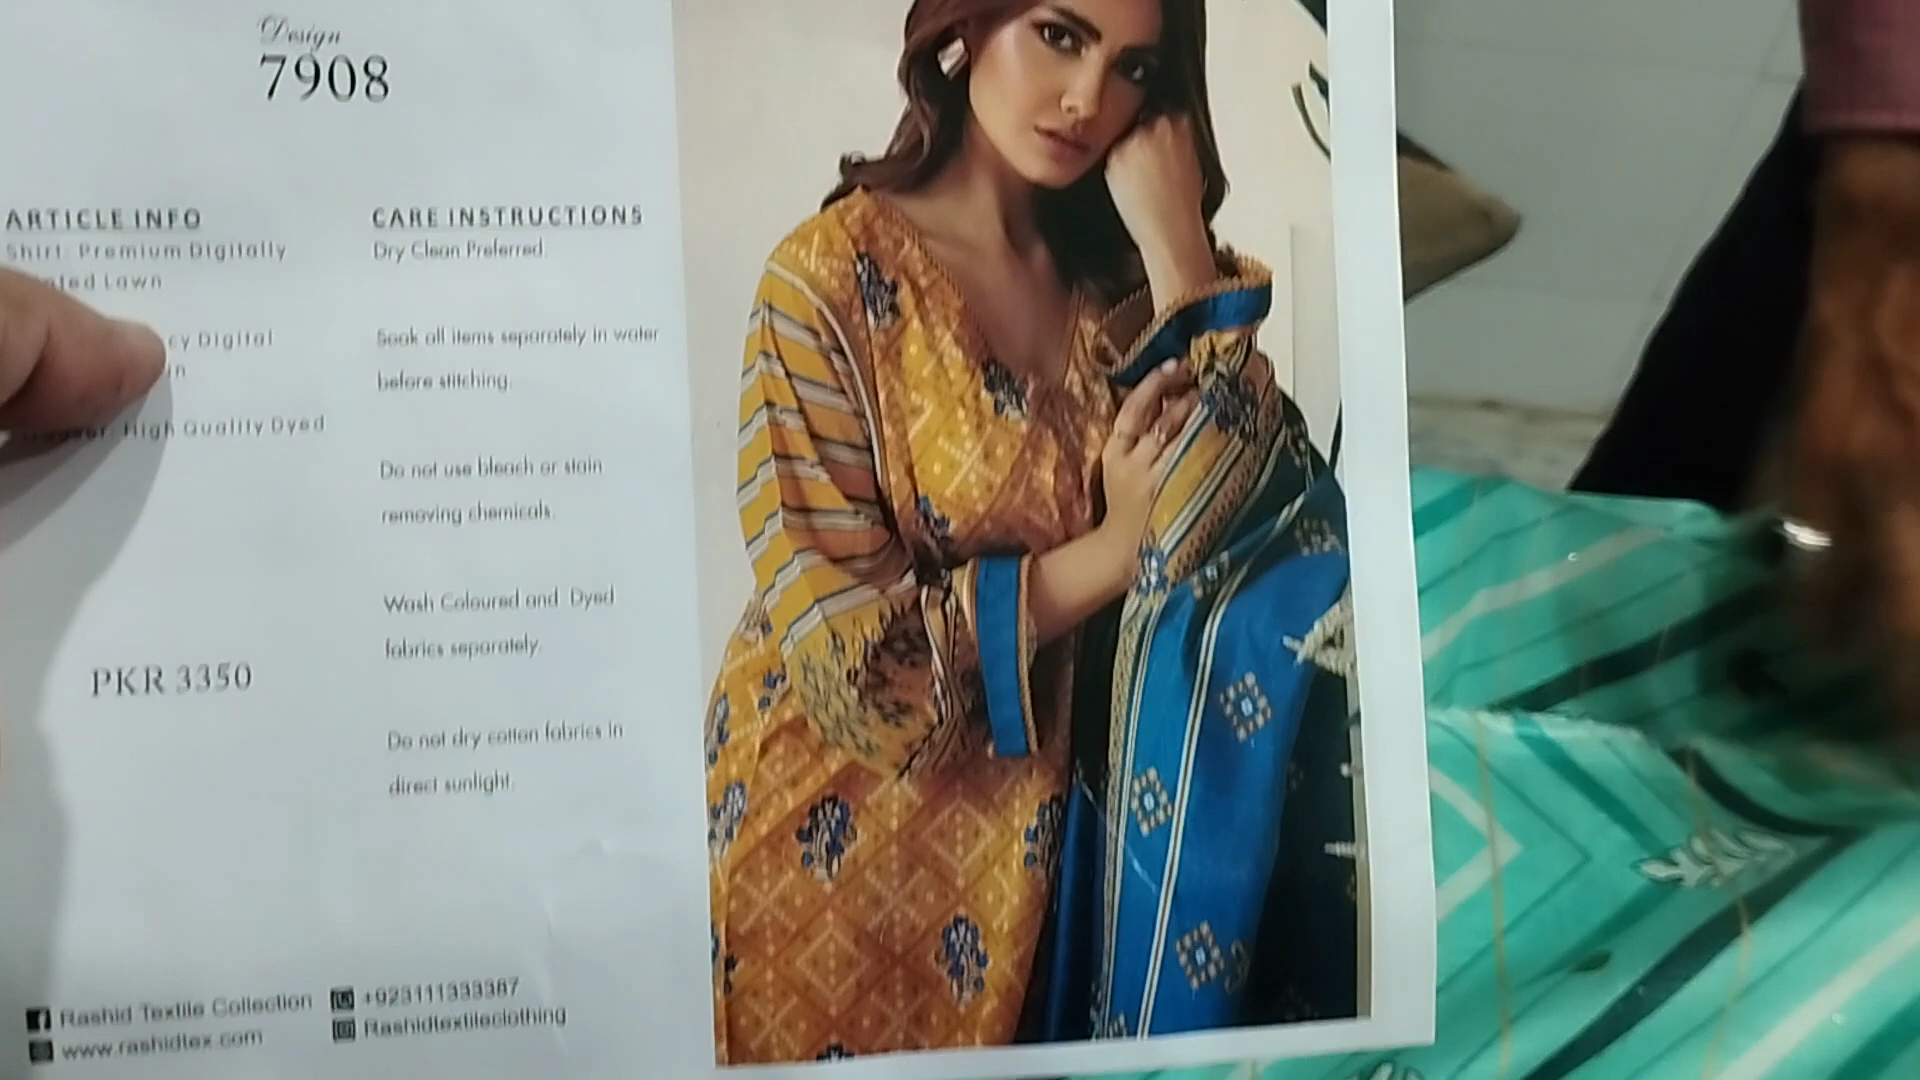 Design
7908
ARTICLE INFO
Shirt: Premium Digitally
nted Lawn
cy Digital
n
High Quality Dyed
PKR 3350
CARE INSTRUCTIONS
Dry Clean Preferred.
Soak all items separately in water
before stitching.
Do not use bleach or stain
removing chemicals.
Wash Coloured and Dyed
fabrics separately.
Do not dry cotton fabrics in
direct sunlight.
Rashid Textile Collection
www.rashidtex.com
+923111333387
Rashidtextileclothing